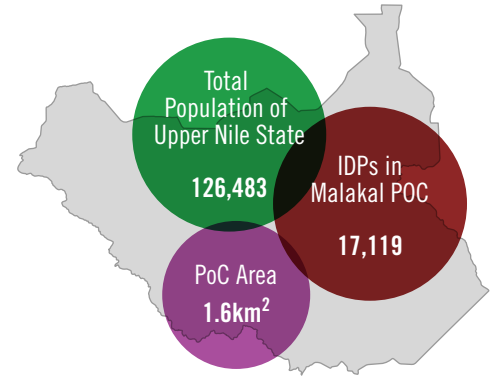 Total
Population of
Upper Nile State
126,483
IDPs in
Malakal POC
17,119
PoC Area
1.6km²